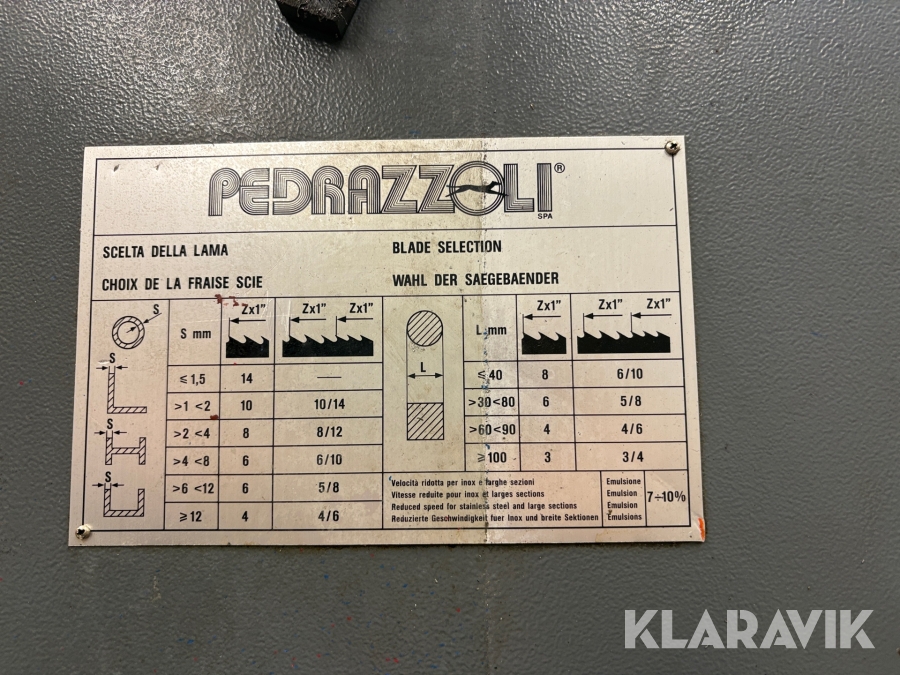 PEDRAZZOLI®
SPA
SCELTA DELLA LAMA
BLADE SELECTION
CHOIX DE LA FRAISE SCIE
WAHL DER SAEGEBAENDER
S
S
S
S
S mm Zx1" Zx1" Zx1"
≤1,5 14 —
>1 <2 10 10/14
>2 <4 8 8/12
>4 <8 6 6/10
>6 <12 6 5/8
≥12 4 4/6
L
L mm Zx1" Zx1" Zx1"
≤40 8 6/10
>30<80 6 5/8
>60<90 4 4/6
≥100 3 3/4
Velocità ridotta per inox e larghe sezioni
Vitesse reduite pour inox et larges sections
Reduced speed for stainless steel and large sections
Reduzierte Geschwindigkeit fuer Inox und breite Sektionen
Emulsione
Emulsion
Emulsion
Emulsions
7÷10%
KLARAVIK